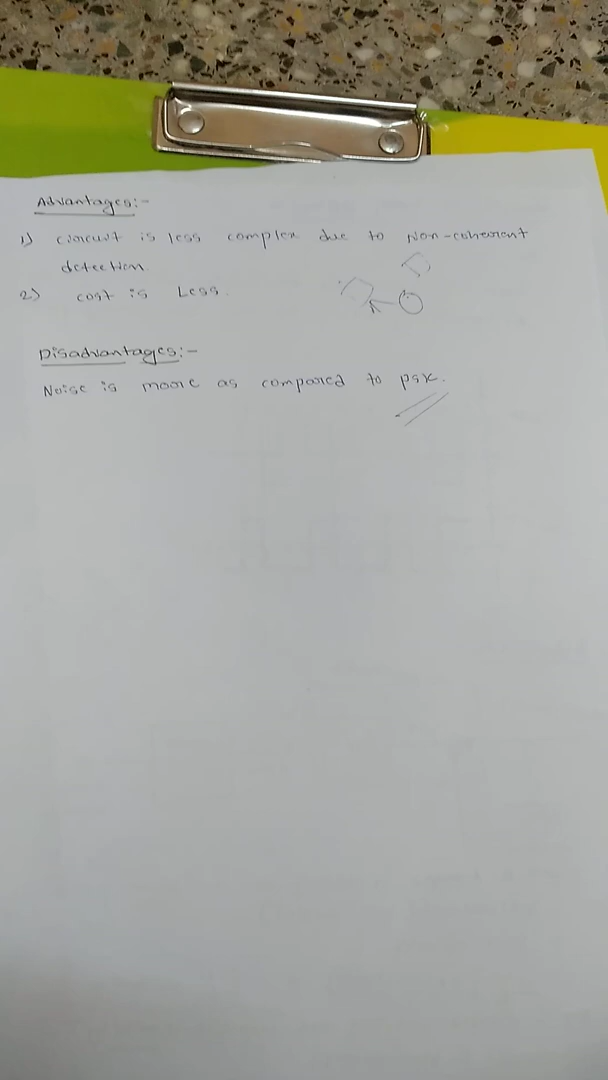 Advantages:-
1) circuit is less complex due to Non-coherent
detection.
2) cost is Less.
Disadvantages:-
Noise is more as compared to psk.